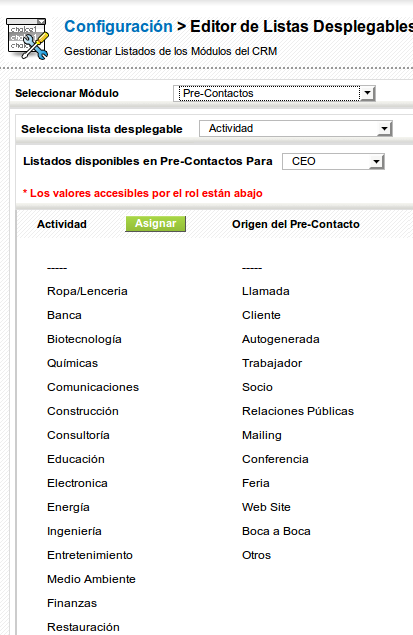 Configuración > Editor de Listas Desplegables
Gestionar Listados de los Módulos del CRM
Seleccionar Módulo Pre-Contactos
Selecciona lista desplegable Actividad
Listados disponibles en Pre-Contactos Para CEO
* Los valores accesibles por el rol están abajo
Actividad Asignar Origen del Pre-Contacto
----- -----
Ropa/Lenceria Llamada
Banca Cliente
Biotecnología Autogenerada
Químicas Trabajador
Comunicaciones Socio
Construcción Relaciones Públicas
Consultoría Mailing
Educación Conferencia
Electronica Feria
Energía Web Site
Ingeniería Boca a Boca
Entretenimiento Otros
Medio Ambiente
Finanzas
Restauración